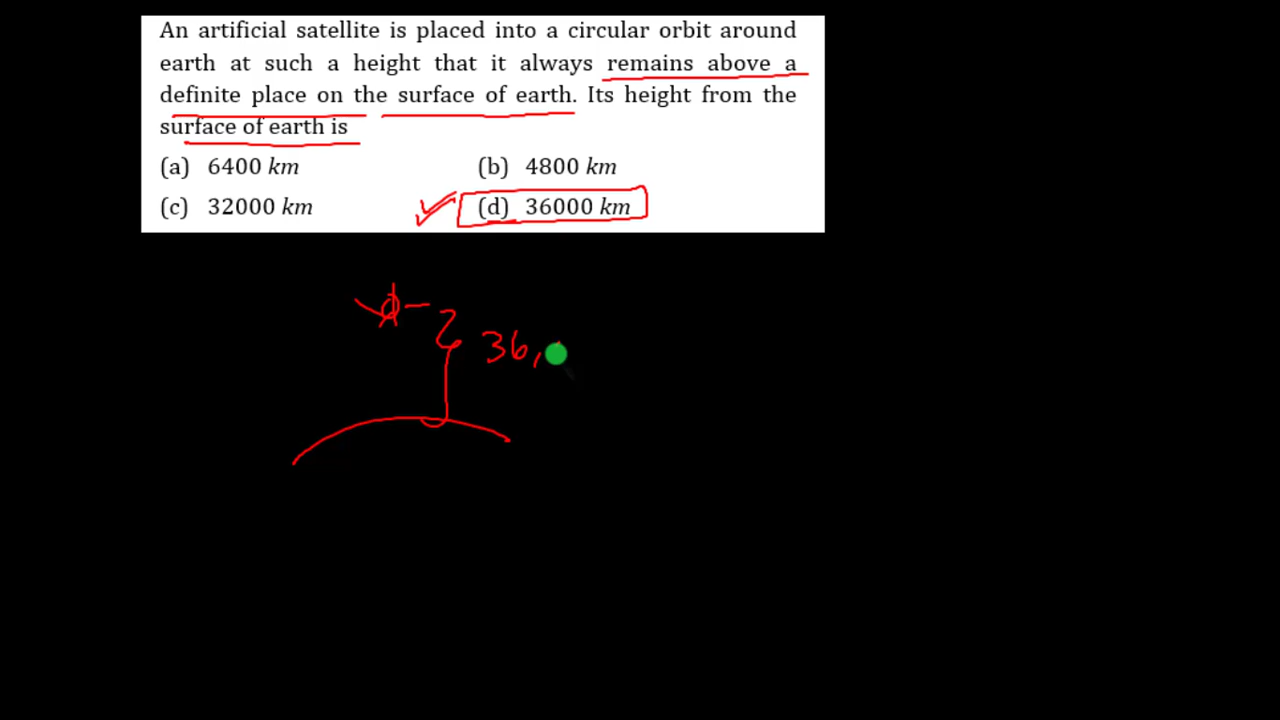 An artificial satellite is placed into a circular orbit around
earth at such a height that it always remains above a
definite place on the surface of earth. Its height from the
surface of earth is
(a) 6400 km (b) 4800 km
(c) 32000 km (d) 36000 km
36,